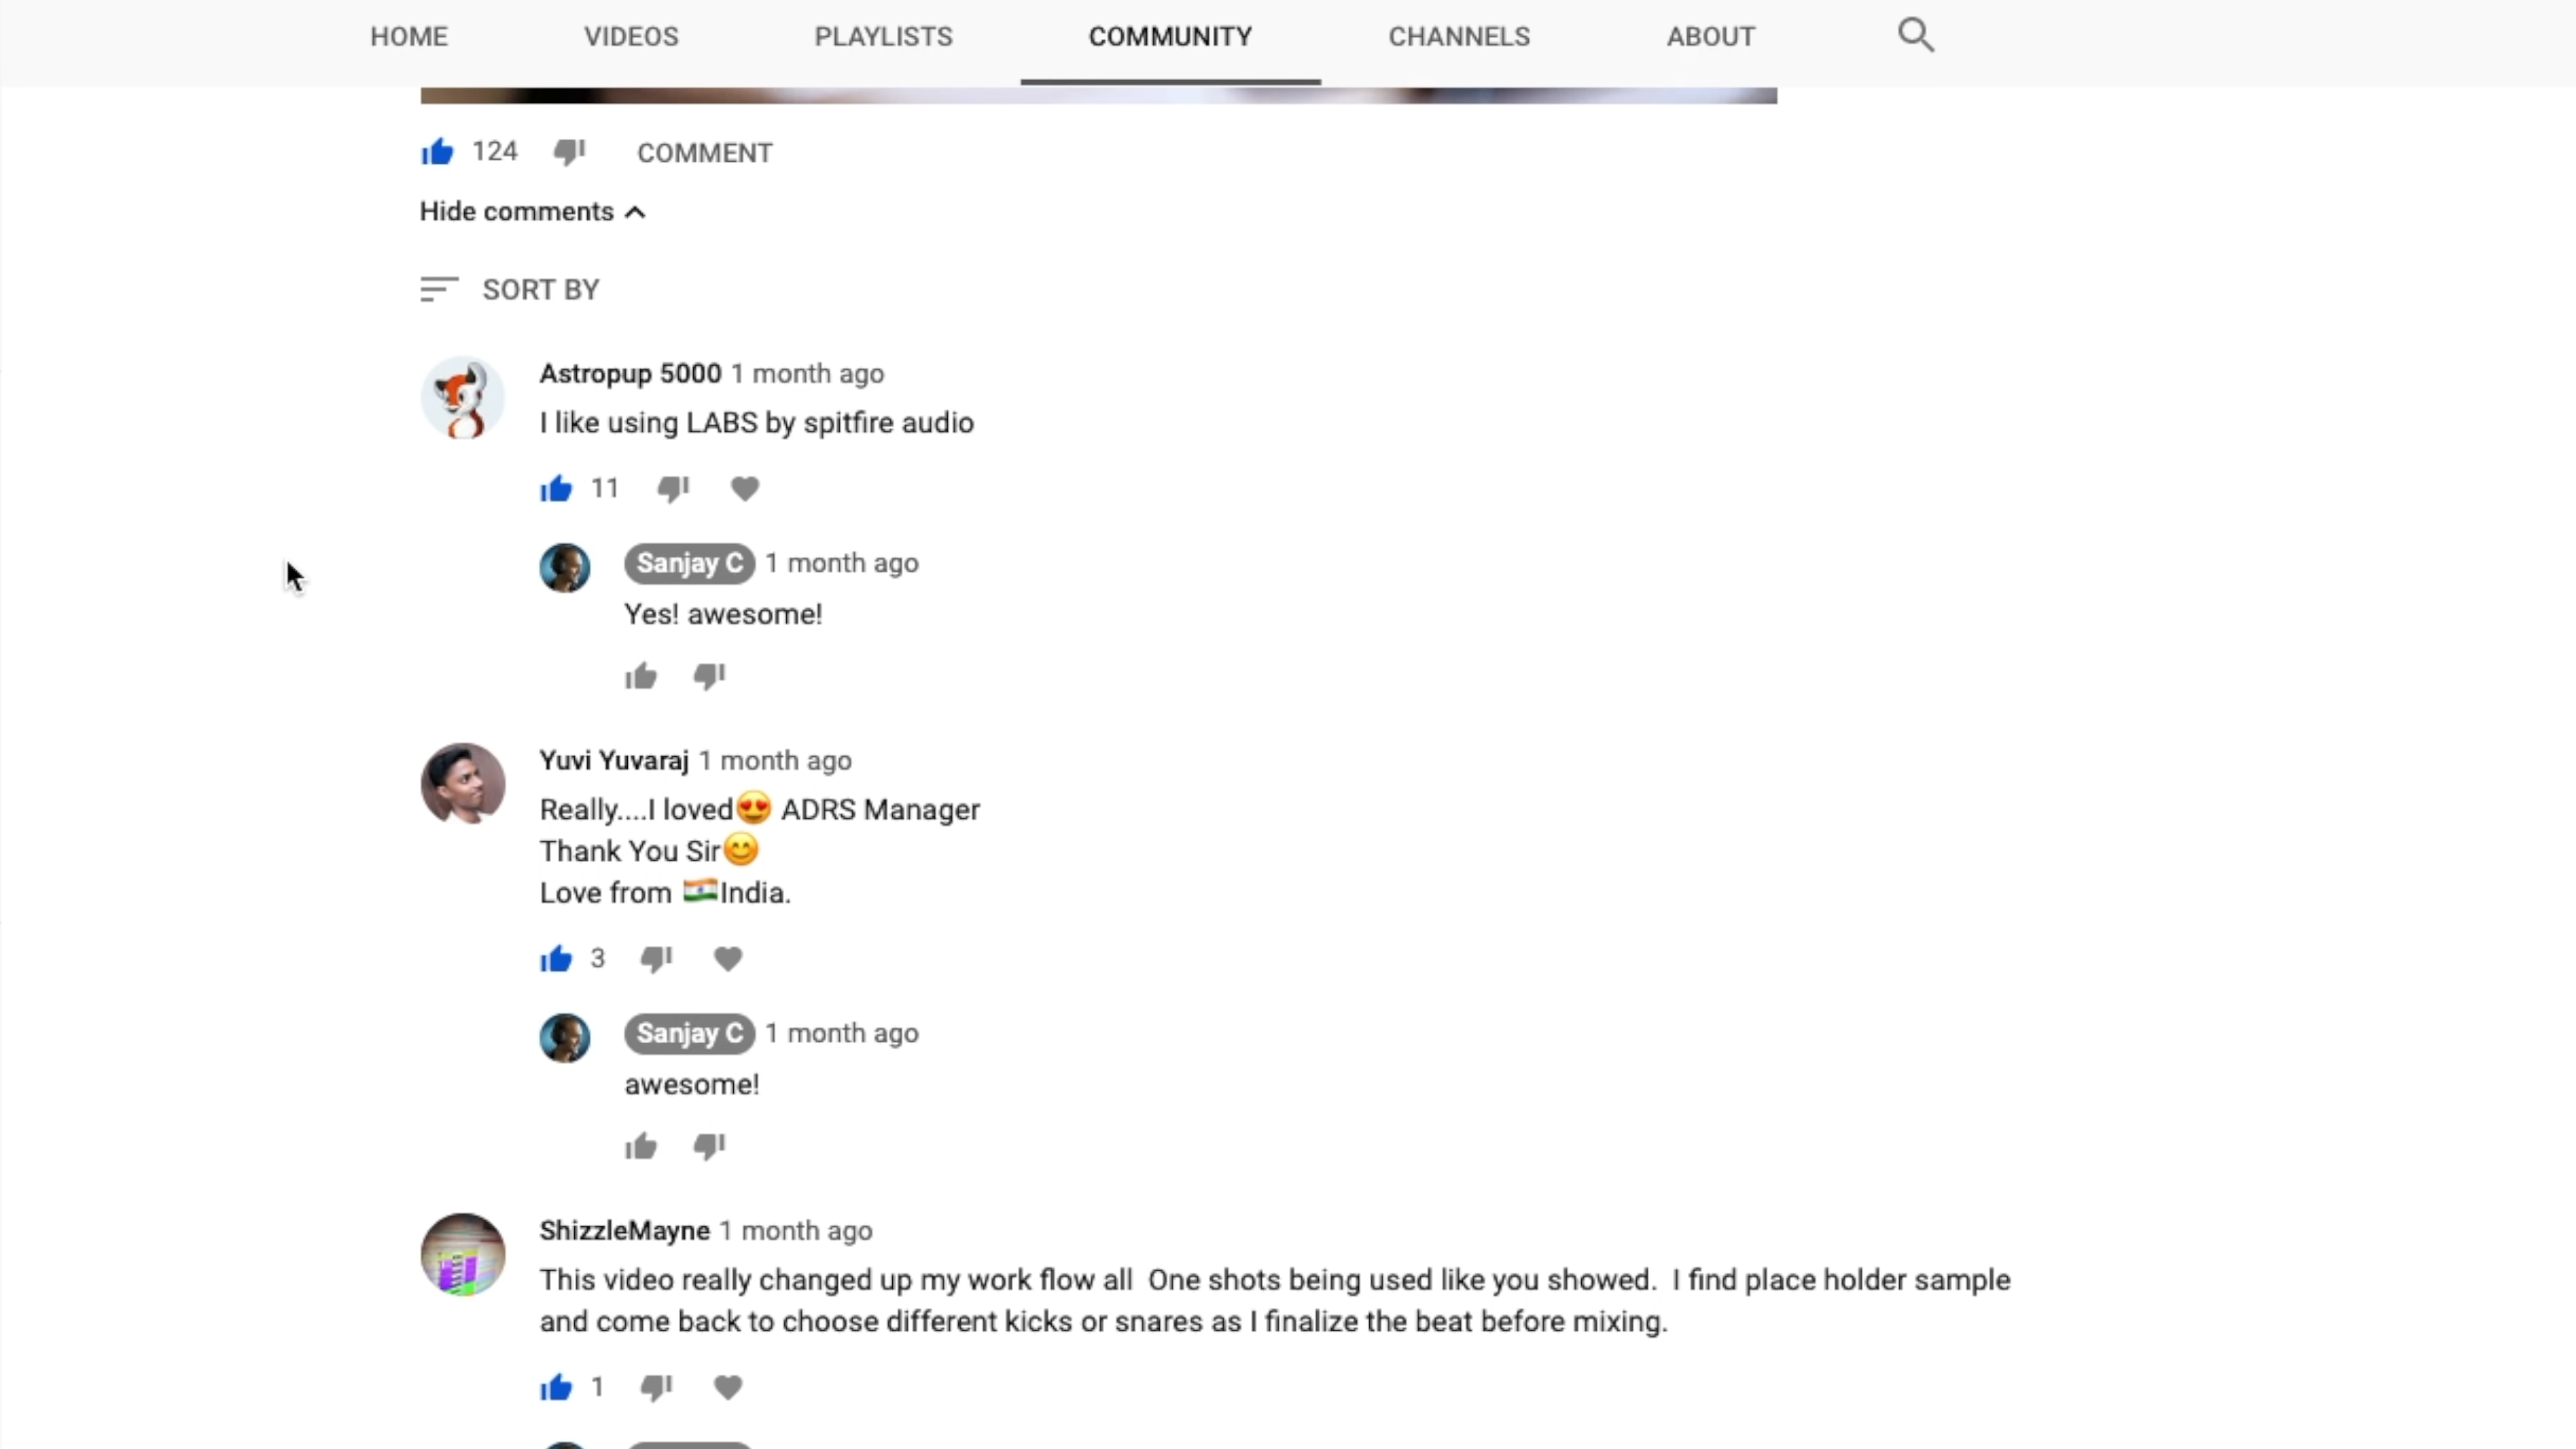 HOME VIDEOS PLAYLISTS COMMUNITY CHANNELS ABOUT
124 COMMENT
Hide comments
SORT BY
Astropup 5000 1 month ago
I like using LABS by spitfire audio
11
Sanjay C 1 month ago
Yes! awesome!
Yuvi Yuvaraj 1 month ago
Really....I loved😍 ADRS Manager
Thank You Sir😊
Love from 🇮🇳India.
3
Sanjay C 1 month ago
awesome!
ShizzleMayne 1 month ago
This video really changed up my work flow all  One shots being used like you showed.  I find place holder sample
and come back to choose different kicks or snares as I finalize the beat before mixing.
1